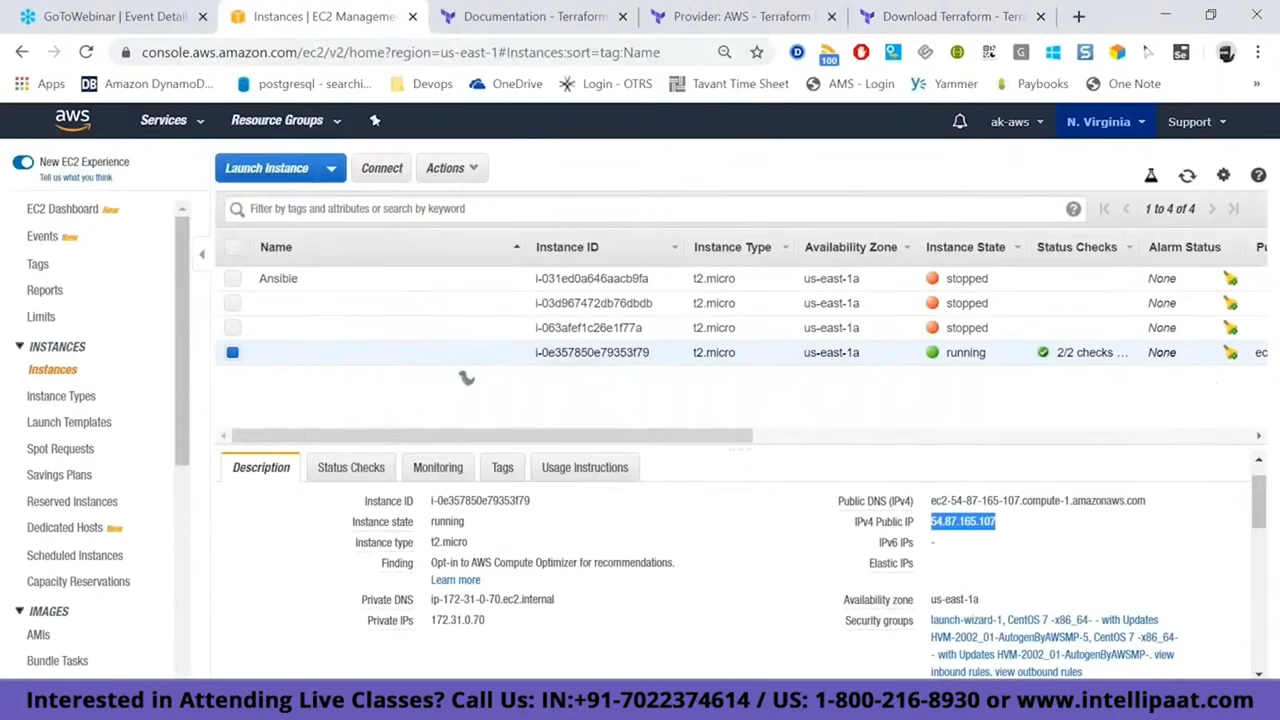 GoToWebinar | Event Detail
Instances | EC2 Manageme
Documentation - Terraform
Provider: AWS - Terraform
Download Terraform - Terra
console.aws.amazon.com/ec2/v2/home?region=us-east-1#Instances:sort=tag:Name
100
Apps
DB
Amazon DynamoD...
postgresql - searchi...
Devops
OneDrive
Login - OTRS
Tavant Time Sheet
AMS - Login
Yammer
Paybooks
One Note
»
aws
Services
Resource Groups
ak-aws
N. Virginia
Support
New EC2 Experience
Tell us what you think
EC2 Dashboard New
Events New
Tags
Reports
Limits
INSTANCES
Instances
Instance Types
Launch Templates
Spot Requests
Savings Plans
Reserved Instances
Dedicated Hosts New
Scheduled Instances
Capacity Reservations
IMAGES
AMIs
Bundle Tasks
Launch Instance
Connect
Actions
Filter by tags and attributes or search by keyword
1 to 4 of 4
Name Instance ID Instance Type Availability Zone Instance State Status Checks Alarm Status Pu
Ansible i-031ed0a646aacb9fa t2.micro us-east-1a stopped None
i-03d967472db76dbdb t2.micro us-east-1a stopped None
i-063afef1c26e1f77a t2.micro us-east-1a stopped None
i-0e357850e79353f79 t2.micro us-east-1a running 2/2 checks ... None ec
Description
Status Checks
Monitoring
Tags
Usage Instructions
Instance ID i-0e357850e79353f79
Instance state running
Instance type t2.micro
Finding Opt-in to AWS Compute Optimizer for recommendations.
Learn more
Private DNS ip-172-31-0-70.ec2.internal
Private IPs 172.31.0.70
Public DNS (IPv4) ec2-54-87-165-107.compute-1.amazonaws.com
IPv4 Public IP 54.87.165.107
IPv6 IPs -
Elastic IPs
Availability zone us-east-1a
Security groups launch-wizard-1, CentOS 7 -x86_64- - with Updates
HVM-2002_01-AutogenByAWSMP-5, CentOS 7 -x86_64-
- with Updates HVM-2002_01-AutogenByAWSMP-. view
inbound rules. view outbound rules
Interested in Attending Live Classes? Call Us: IN:+91-7022374614 / US: 1-800-216-8930 or www.intellipaat.com